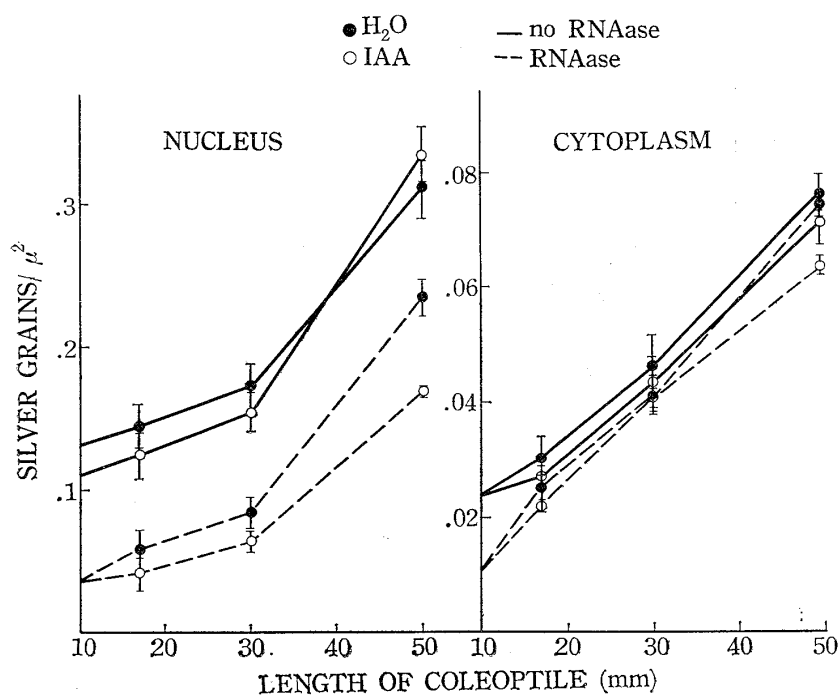 ● H₂O — no RNAase
○ IAA -- RNAase
NUCLEUS
CYTOPLASM
SILVER GRAINS/μ²
.3
.2
.1
.08
.06
.04
.02
10 20 30 40 50
10 20 30 40 50
LENGTH OF COLEOPTILE (mm)